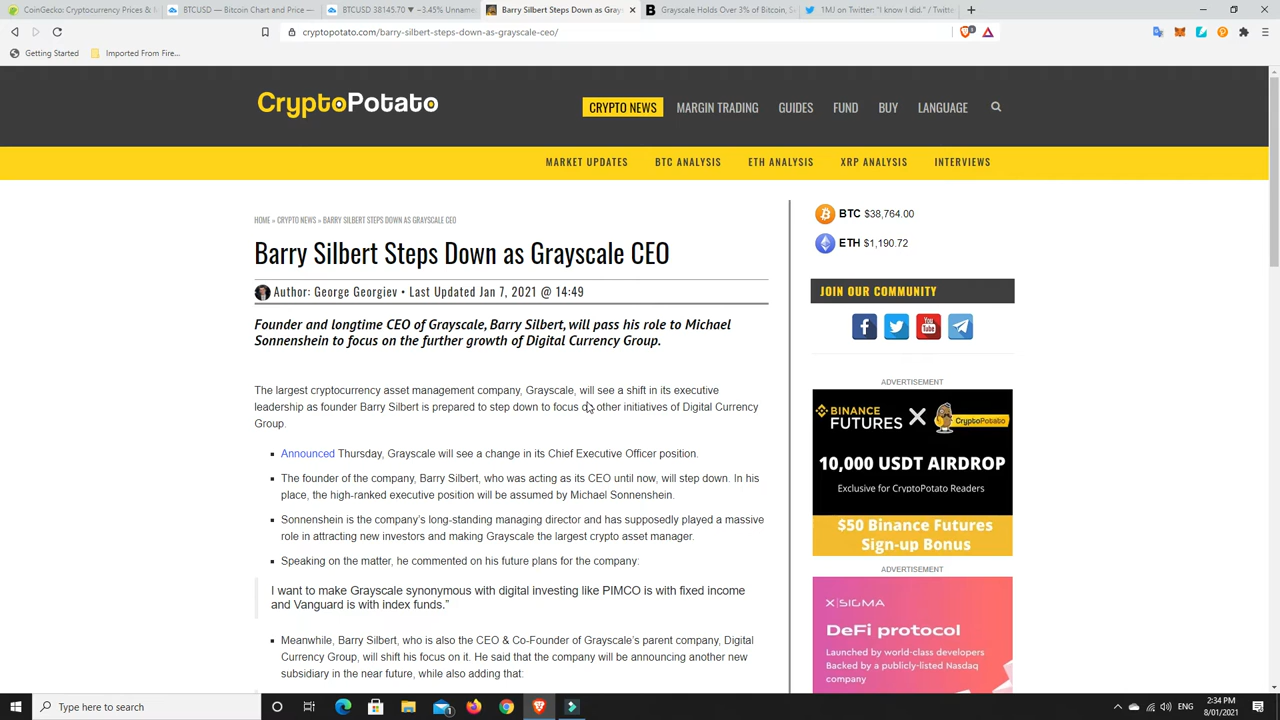 CoinGecko: Cryptocurrency Prices &
BTCUSD — Bitcoin Chart and Price —
BTCUSD 38145.70 ▼ −3.45% Unname
Barry Silbert Steps Down as Gray
Grayscale Holds Over 3% of Bitcoin, S
1MJ on Twitter: "I know I did." / Twitte
cryptopotato.com/barry-silbert-steps-down-as-grayscale-ceo/
Getting Started
Imported From Fire...
CryptoPotato
CRYPTO NEWS
MARGIN TRADING
GUIDES
FUND
BUY
LANGUAGE
MARKET UPDATES
BTC ANALYSIS
ETH ANALYSIS
XRP ANALYSIS
INTERVIEWS
HOME » CRYPTO NEWS » BARRY SILBERT STEPS DOWN AS GRAYSCALE CEO
Barry Silbert Steps Down as Grayscale CEO
Author: George Georgiev • Last Updated Jan 7, 2021 @ 14:49
Founder and longtime CEO of Grayscale, Barry Silbert, will pass his role to Michael
Sonnenshein to focus on the further growth of Digital Currency Group.
The largest cryptocurrency asset management company, Grayscale, will see a shift in its executive
leadership as founder Barry Silbert is prepared to step down to focus on other initiatives of Digital Currency
Group.
Announced Thursday, Grayscale will see a change in its Chief Executive Officer position.
The founder of the company, Barry Silbert, who was acting as its CEO until now, will step down. In his
place, the high-ranked executive position will be assumed by Michael Sonnenshein.
Sonnenshein is the company's long-standing managing director and has supposedly played a massive
role in attracting new investors and making Grayscale the largest crypto asset manager.
Speaking on the matter, he commented on his future plans for the company:
I want to make Grayscale synonymous with digital investing like PIMCO is with fixed income
and Vanguard is with index funds."
Meanwhile, Barry Silbert, who is also the CEO & Co-Founder of Grayscale's parent company, Digital
Currency Group, will shift his focus on it. He said that the company will be announcing another new
subsidiary in the near future, while also adding that:
BTC $38,764.00
ETH $1,190.72
JOIN OUR COMMUNITY
You
Tube
ADVERTISEMENT
BINANCE
FUTURES
CryptoPotato
10,000 USDT AIRDROP
Exclusive for CryptoPotato Readers
$50 Binance Futures
Sign-up Bonus
ADVERTISEMENT
XSIGMA
DeFi protocol
Launched by world-class developers
Backed by a publicly-listed Nasdaq
company
Type here to search
2:34 PM
8/01/2021